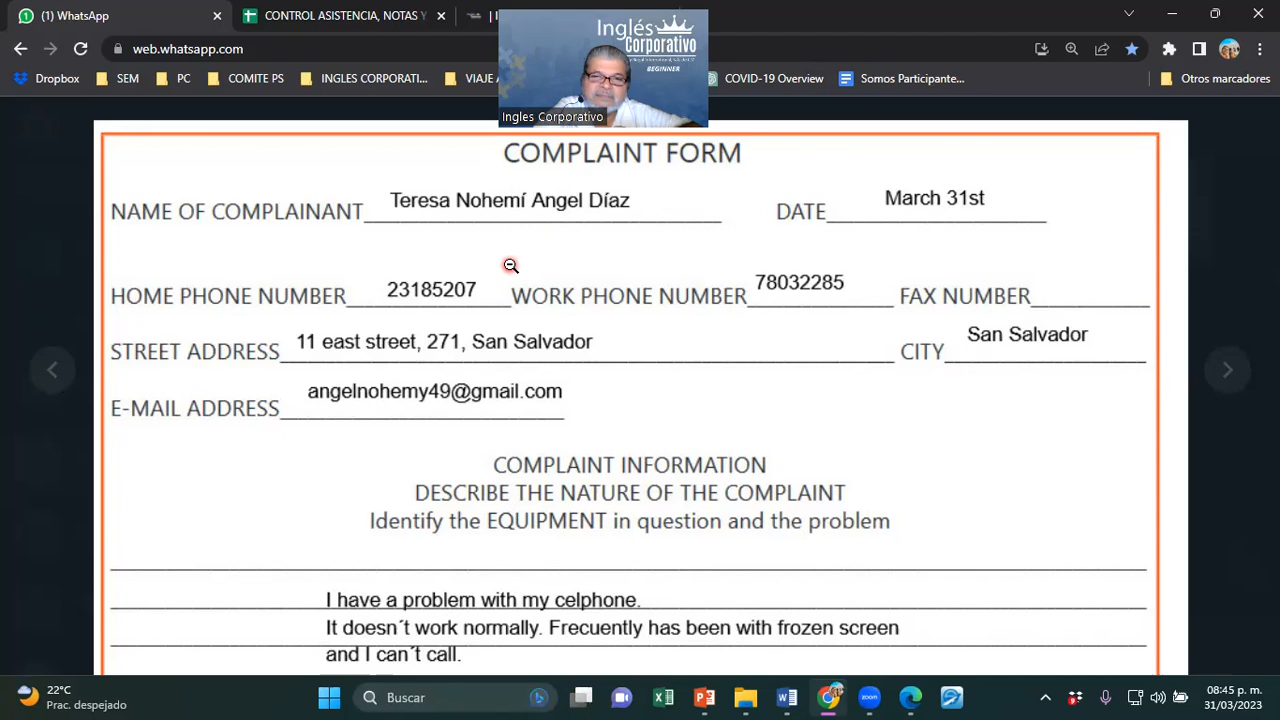 (1) WhatsApp
CONTROL ASISTENCIA, NOTAS Y
web.whatsapp.com
Dropbox
SEM
PC
COMITE PS
INGLES CORPORATI...
VIAJE
COVID-19 Overview
Somos Participante...
Otros marcadores
Inglés
Corporativo
BEGINNER
Ingles Corporativo
COMPLAINT FORM
NAME OF COMPLAINANT Teresa Nohemí Angel Díaz DATE March 31st
HOME PHONE NUMBER 23185207 WORK PHONE NUMBER 78032285 FAX NUMBER
STREET ADDRESS 11 east street, 271, San Salvador CITY San Salvador
E-MAIL ADDRESS angelnohemy49@gmail.com
COMPLAINT INFORMATION
DESCRIBE THE NATURE OF THE COMPLAINT
Identify the EQUIPMENT in question and the problem
I have a problem with my celphone.
It doesn´t work normally. Frecuently has been with frozen screen
and I can´t call.
22°C
Prac. despejado
Buscar
08:45 p. m.
31/03/2023